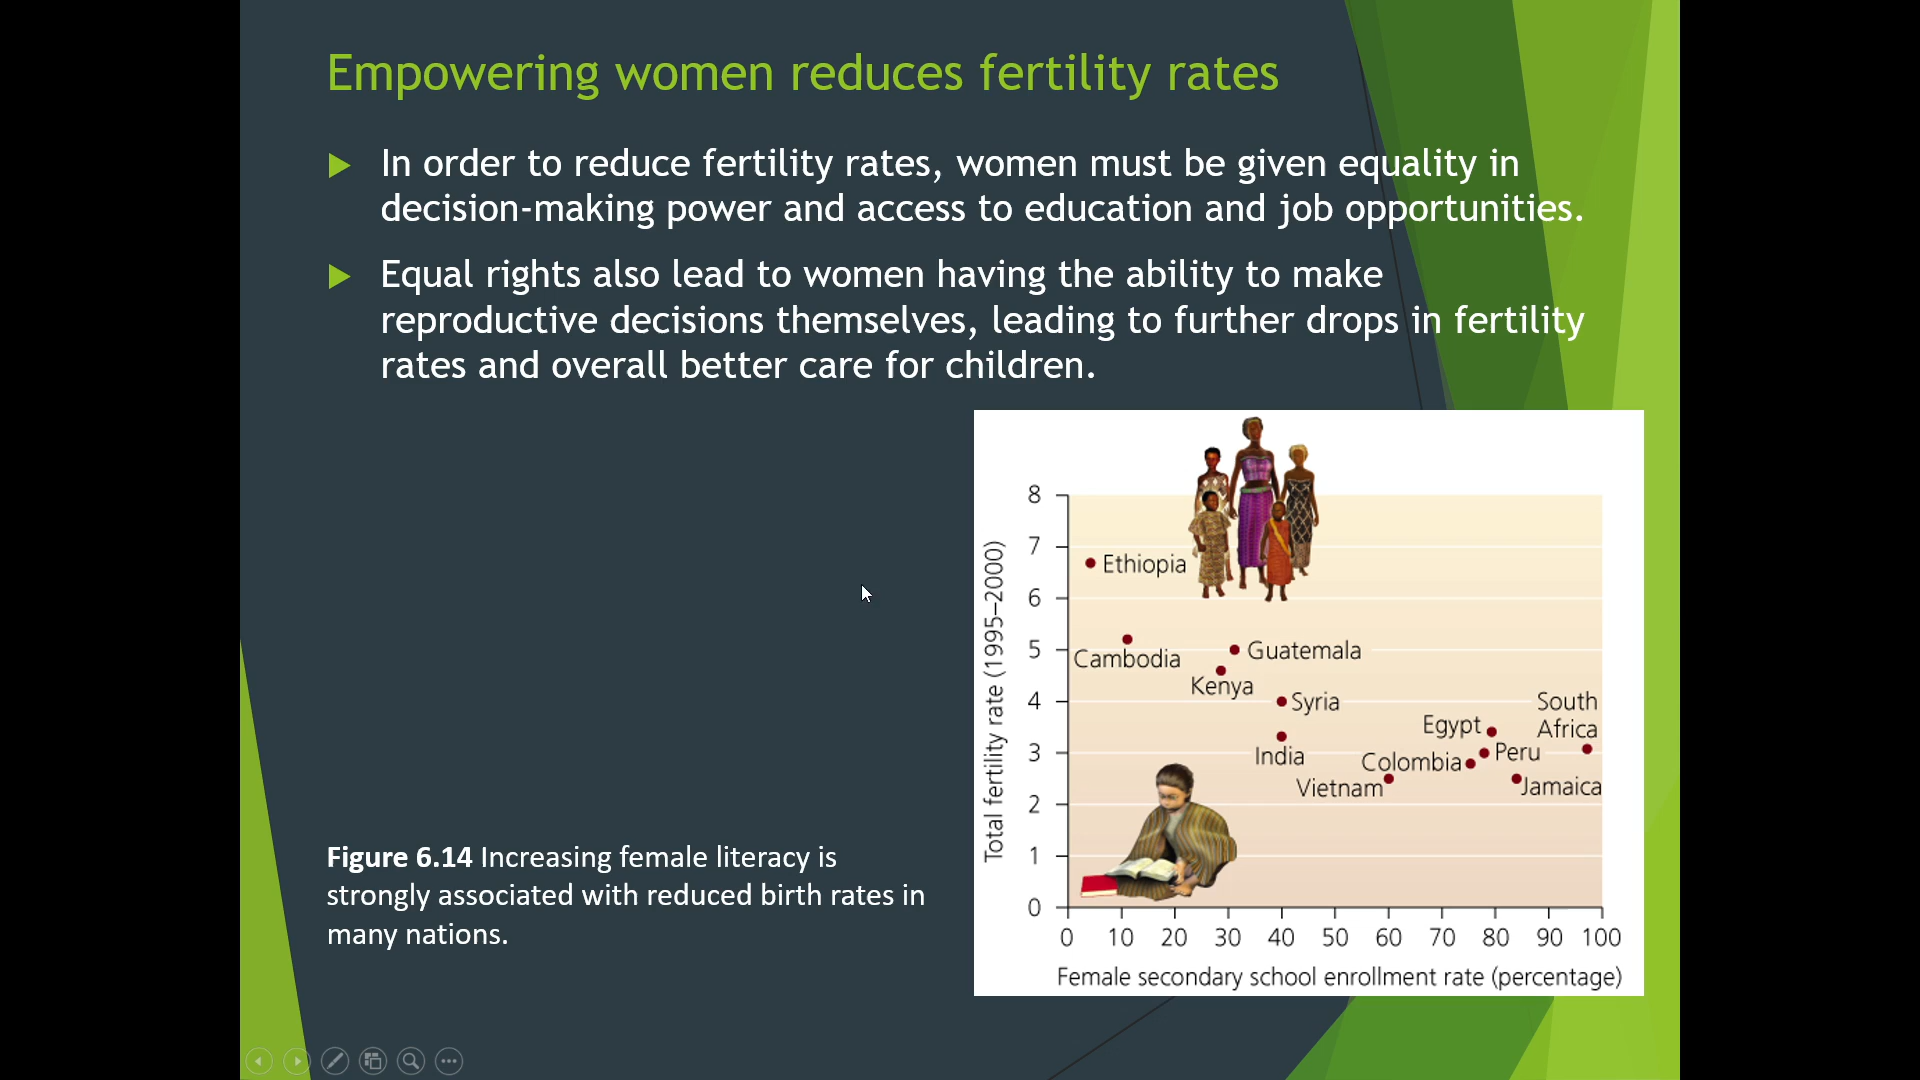 Empowering women reduces fertility rates
In order to reduce fertility rates, women must be given equality in
decision-making power and access to education and job opportunities.
Equal rights also lead to women having the ability to make
reproductive decisions themselves, leading to further drops in fertility
rates and overall better care for children.
Figure 6.14 Increasing female literacy is
strongly associated with reduced birth rates in
many nations.
Total fertility rate (1995–2000)
8
7
6
5
4
3
2
1
0
Ethiopia
Cambodia
Guatemala
Kenya
Syria
India
South
Africa
Egypt
Peru
Colombia
Vietnam
Jamaica
0 10 20 30 40 50 60 70 80 90 100
Female secondary school enrollment rate (percentage)